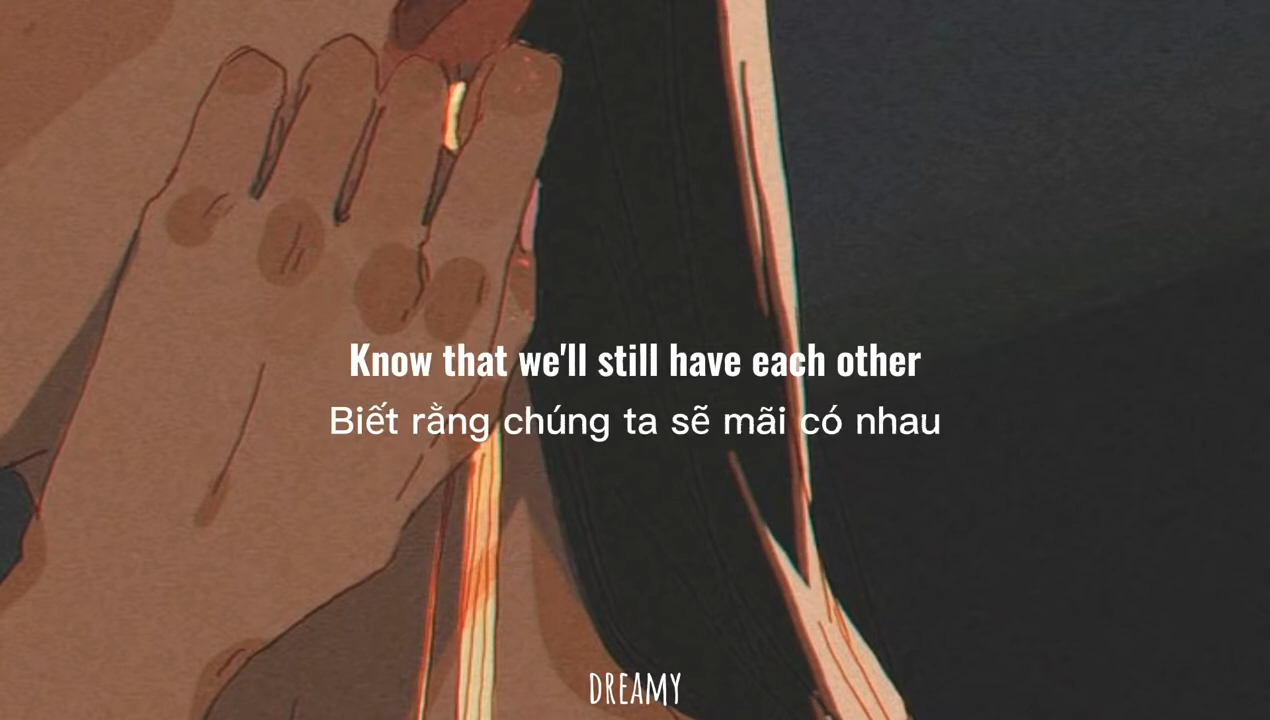 Know that we'll still have each other
Biết rằng chúng ta sẽ mãi có nhau
DREAMY